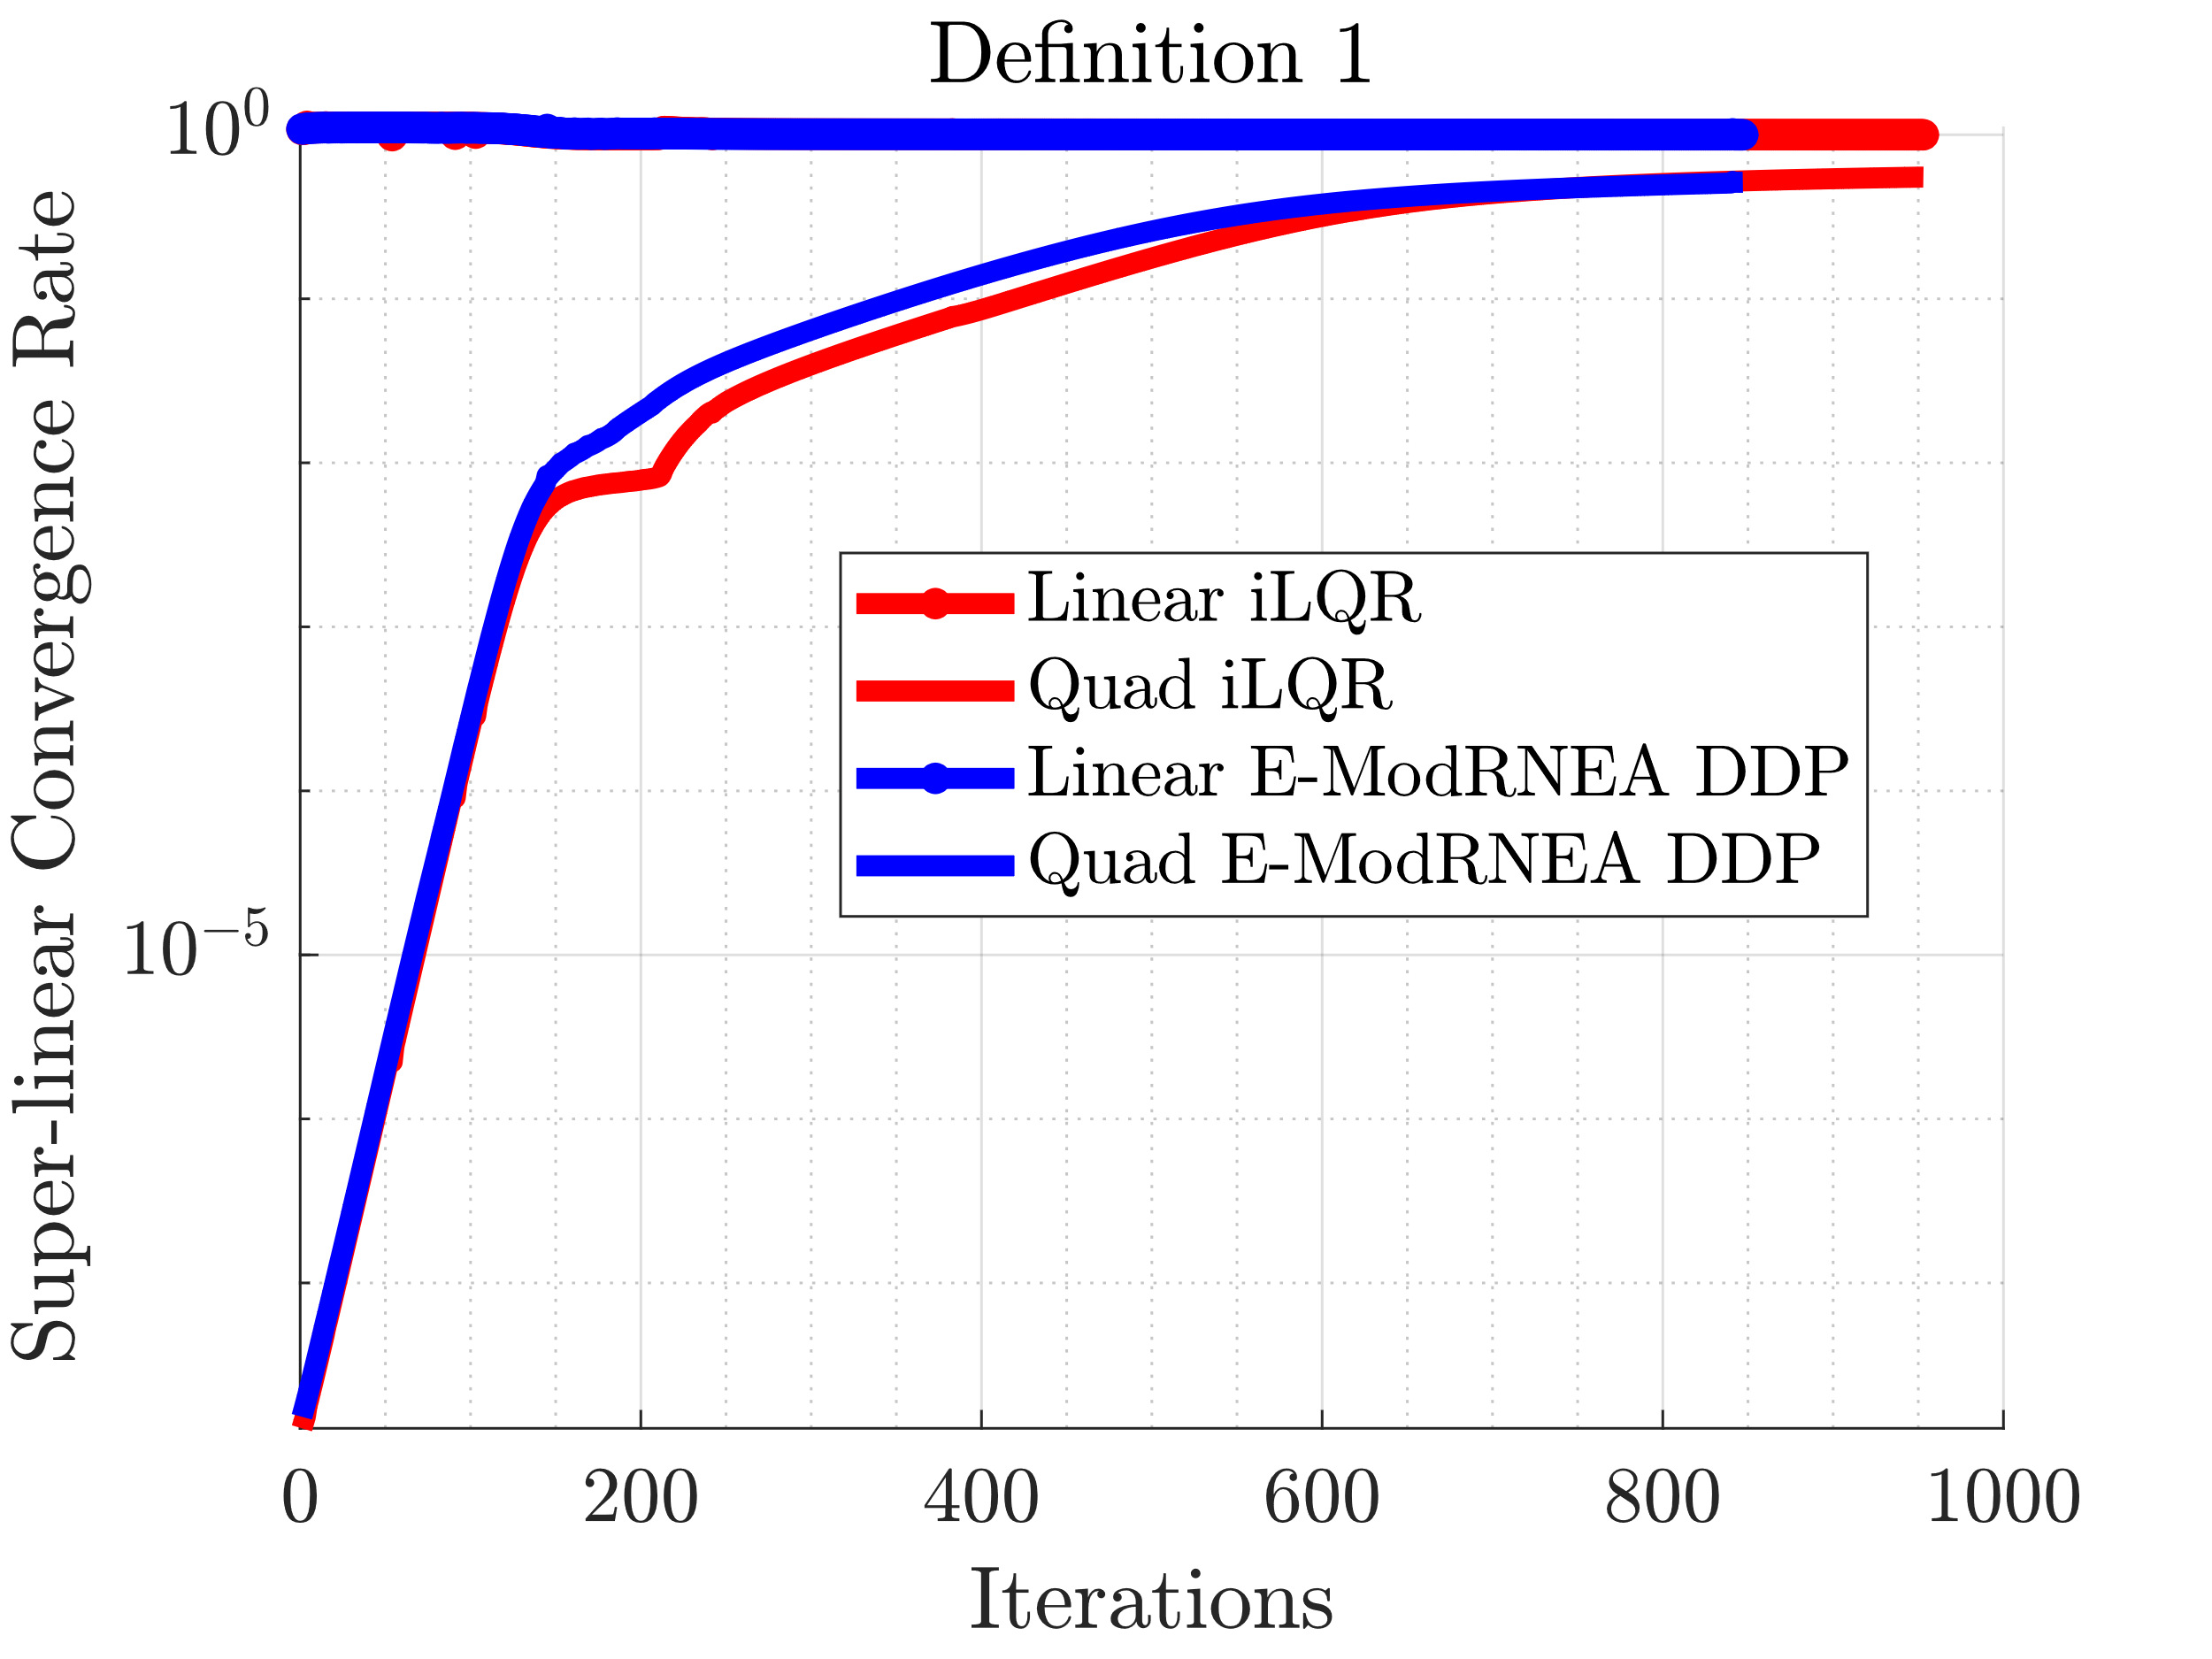 Definition 1
Super-linear Convergence Rate
10^0
10^−5
Linear iLQR
Quad iLQR
Linear E-ModRNEA DDP
Quad E-ModRNEA DDP
0 200 400 600 800 1000
Iterations